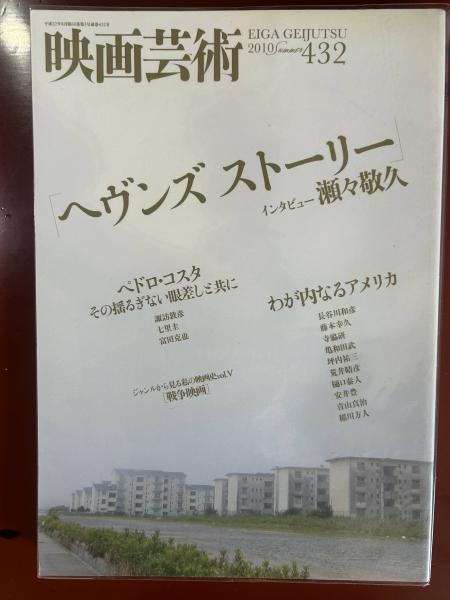 映画芸術
EIGA GEIJUTSU
2010 Summer 432
「ヘヴンズ ストーリー」
インタビュー 瀬々敬久
ペドロ・コスタ
その揺るぎない眼差しと共に
諏訪敦彦
七里圭
富田克也
わが内なるアメリカ
長谷川和彦
藤本幸久
寺脇研
亀和田武
坪内祐三
荒井晴彦
樋口泰人
安井豊
青山真治
稲川方人
ジャンルから見る私の映画史vol.V
[戦争映画]